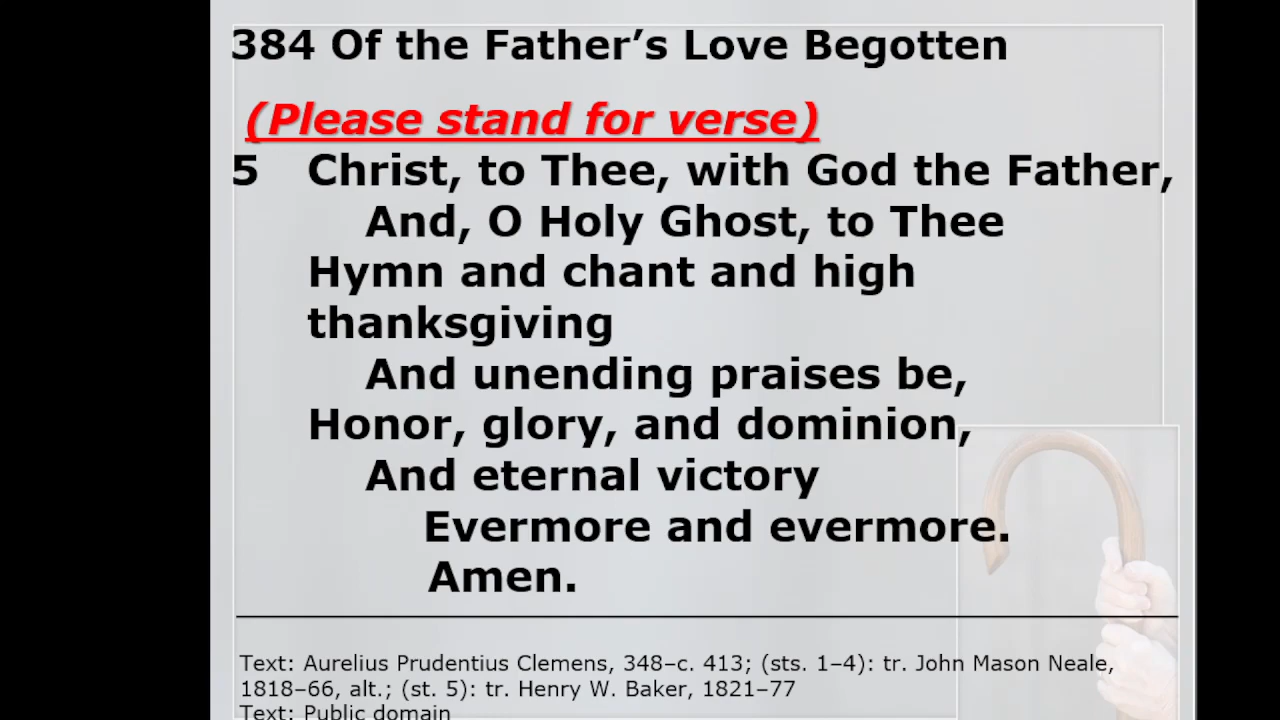 384 Of the Father’s Love Begotten
(Please stand for verse)
5 Christ, to Thee, with God the Father,
And, O Holy Ghost, to Thee
Hymn and chant and high
thanksgiving
And unending praises be,
Honor, glory, and dominion,
And eternal victory
Evermore and evermore.
Amen.
Text: Aurelius Prudentius Clemens, 348–c. 413; (sts. 1–4): tr. John Mason Neale,
1818–66, alt.; (st. 5): tr. Henry W. Baker, 1821–77
Text: Public domain